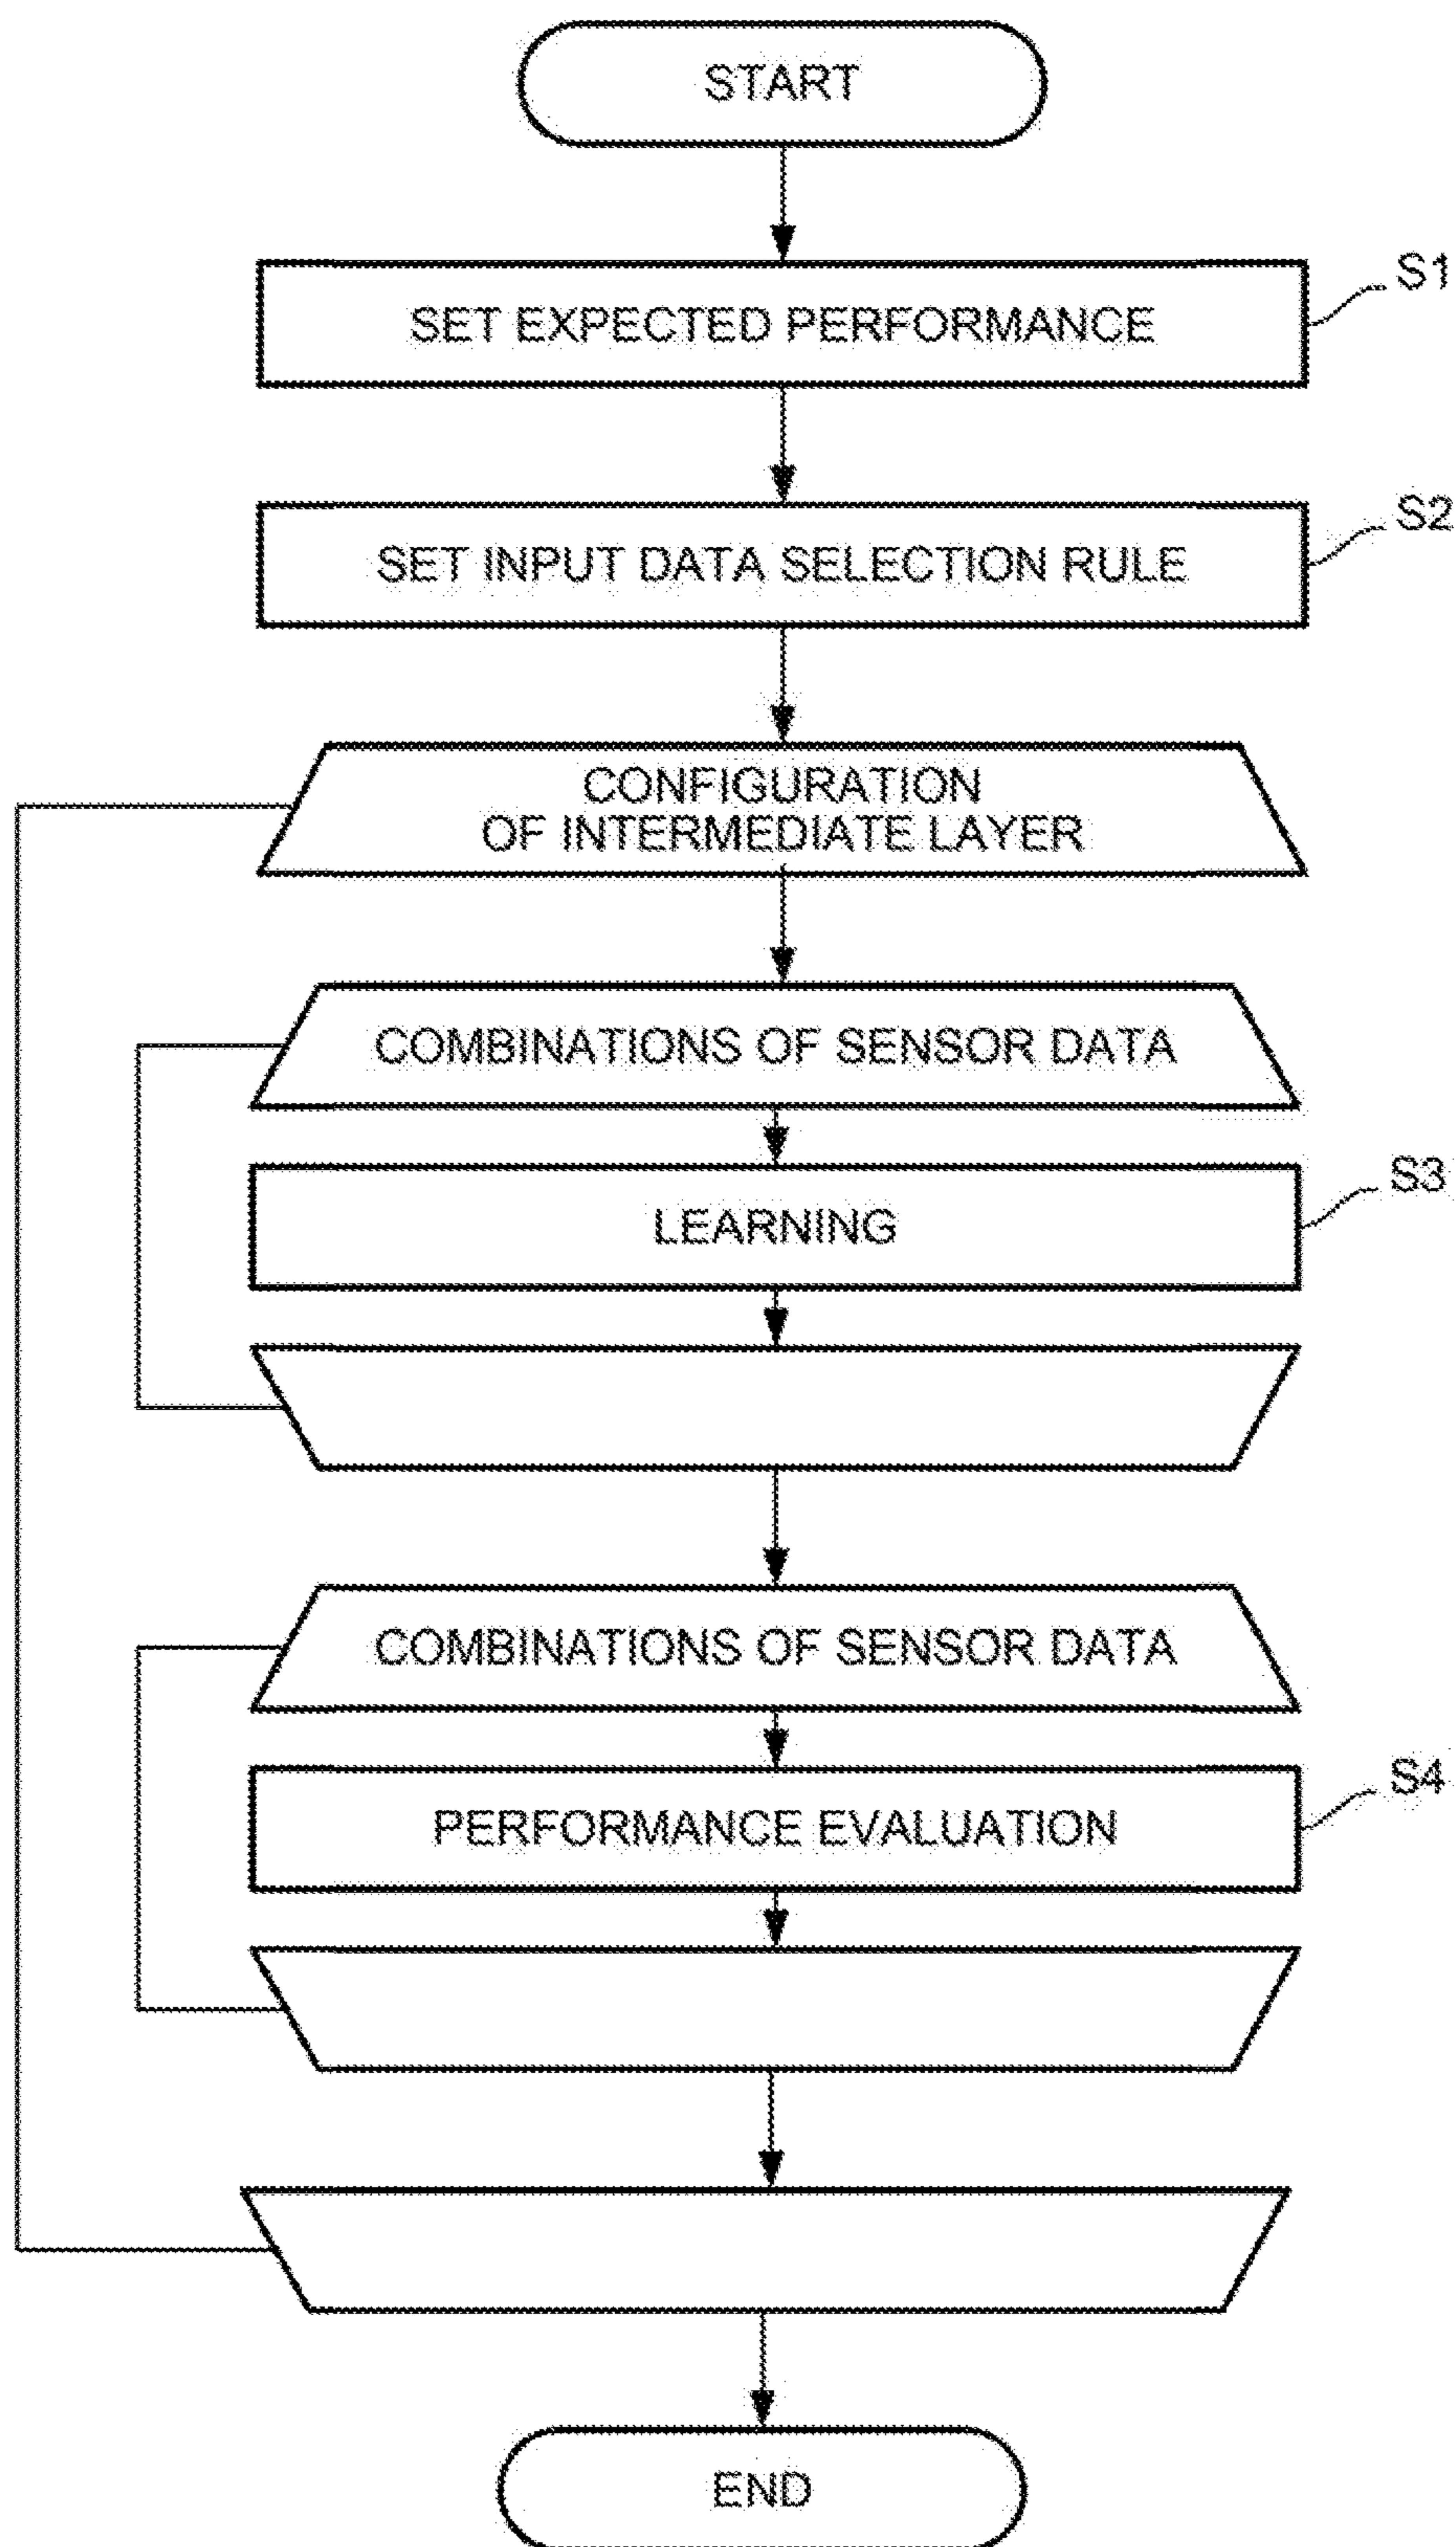 START
SET EXPECTED PERFORMANCE
S1
SET INPUT DATA SELECTION RULE
S2
CONFIGURATION
OF INTERMEDIATE LAYER
COMBINATIONS OF SENSOR DATA
LEARNING
S3
COMBINATIONS OF SENSOR DATA
PERFORMANCE EVALUATION
S4
END